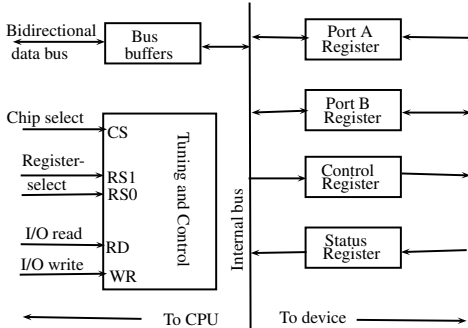 Bidirectional
data bus
Bus
buffers
Port A
Register
Port B
Register
Chip select
CS
Register-
select
RS1
RS0
I/O read
RD
I/O write
WR
Tuning and Control
Internal bus
Control
Register
Status
Register
To CPU
To device